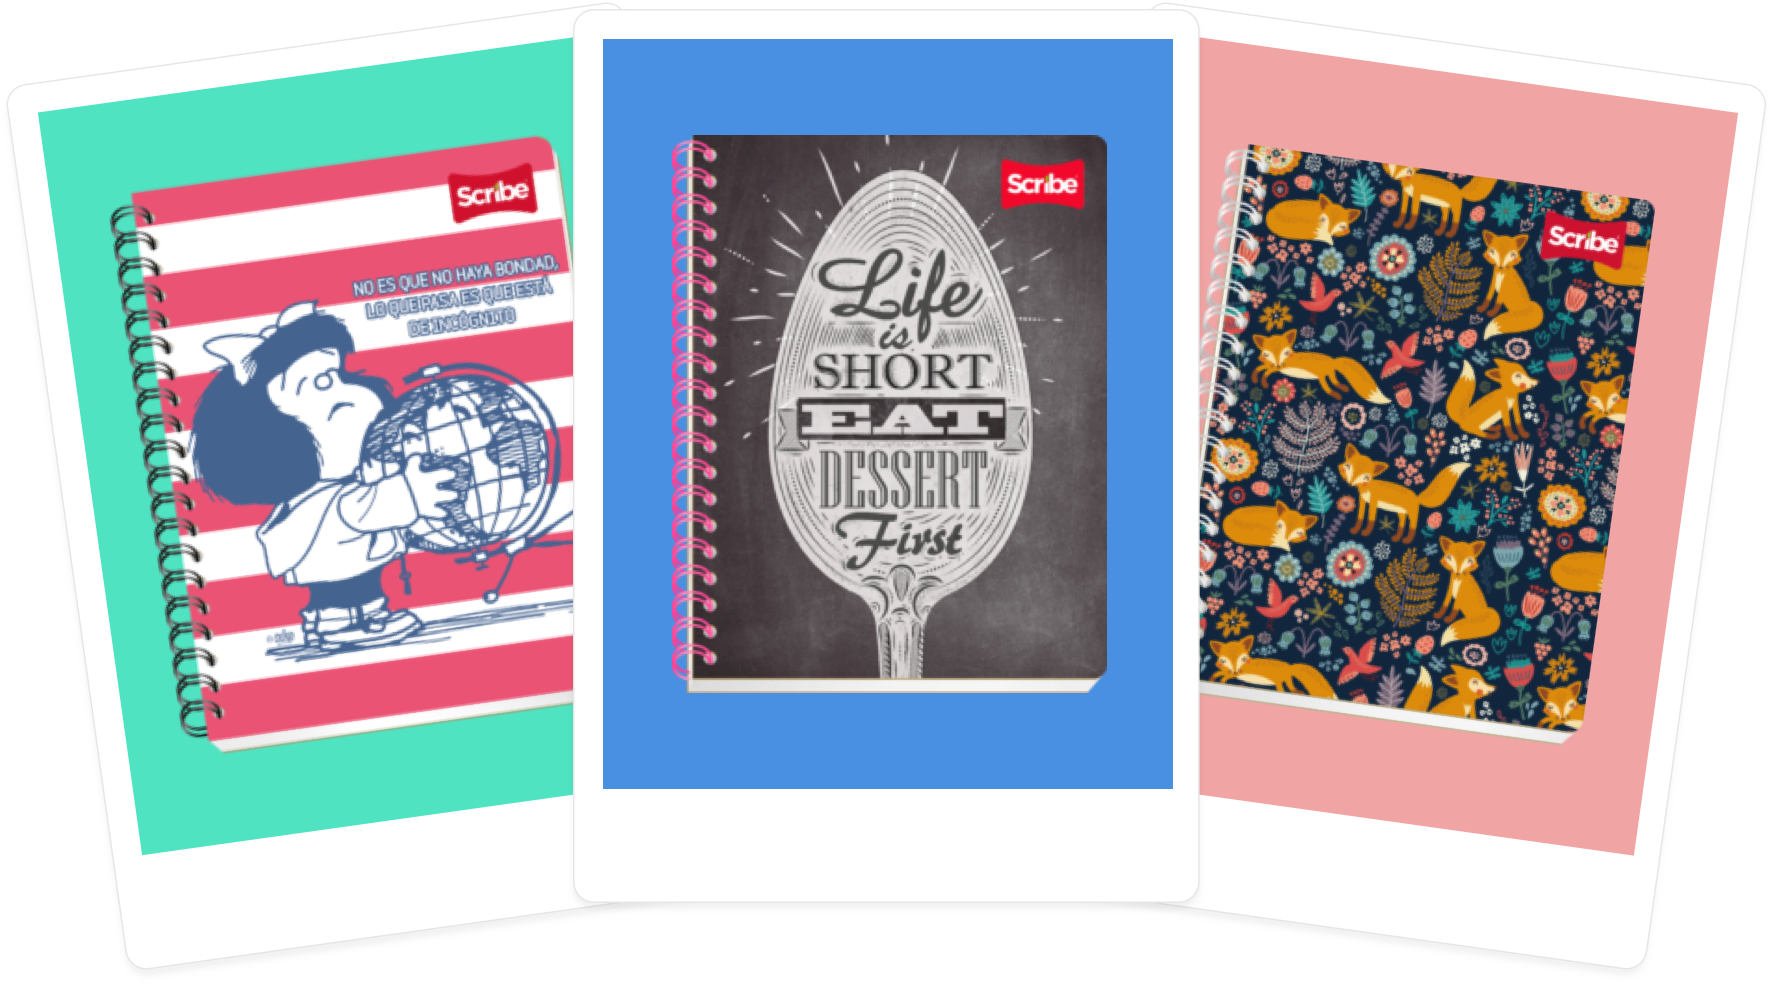 Scribe
NO ES QUE NO HAYA BONDAD,
LO QUE PASA ES QUE ESTÁ
DE INCÓGNITO
Scribe
Life
is
SHORT
EAT
DESSERT
First
Scribe